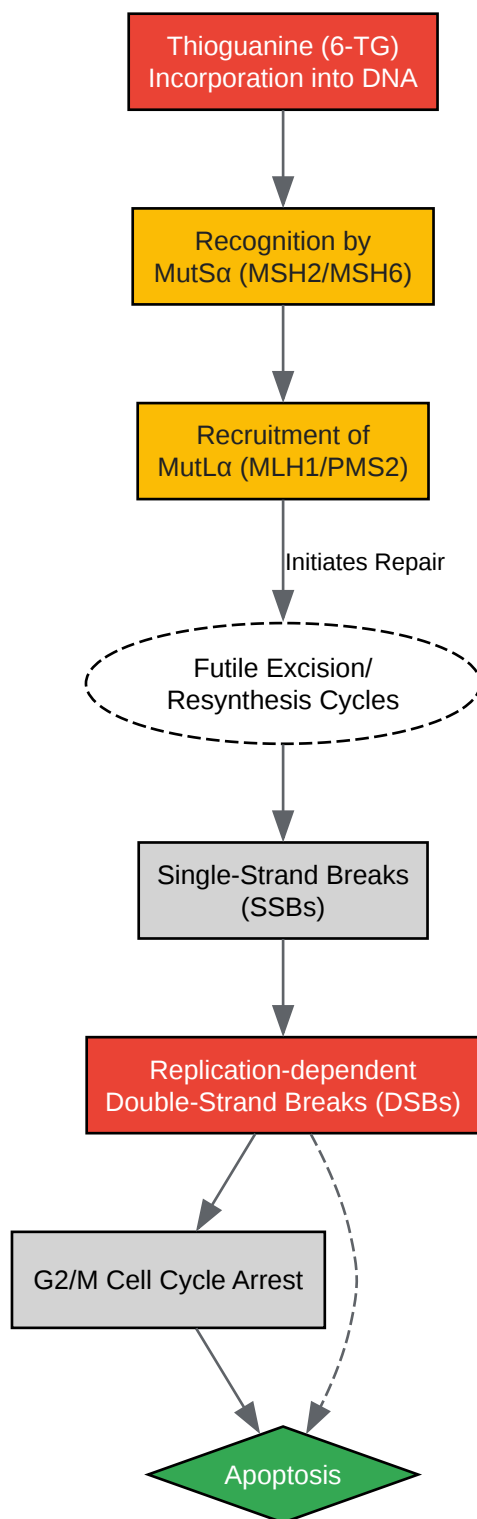 Thioguanine (6-TG)
Incorporation into DNA
Recognition by
MutSα (MSH2/MSH6)
Recruitment of
MutLα (MLH1/PMS2)
Initiates Repair
Futile Excision/
Resynthesis Cycles
Single-Strand Breaks
(SSBs)
Replication-dependent
Double-Strand Breaks (DSBs)
G2/M Cell Cycle Arrest
Apoptosis